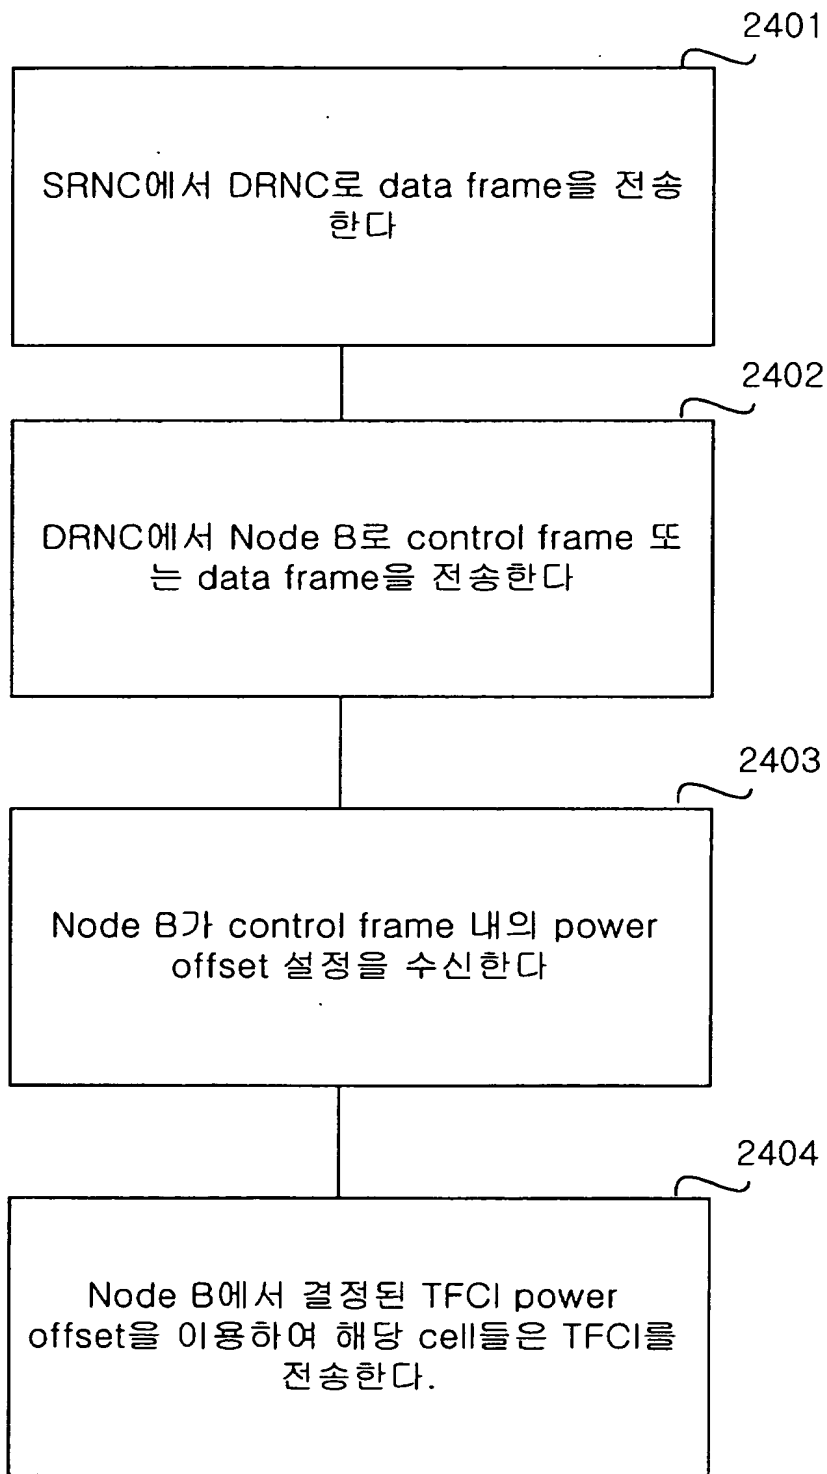 2401
SRNC에서 DRNC로 data frame을 전송
한다
2402
DRNC에서 Node B로 control frame 또
는 data frame을 전송한다
2403
Node B가 control frame 내의 power
offset 설정을 수신한다
2404
Node B에서 결정된 TFCI power
offset을 이용하여 해당 cell들은 TFCI를
전송한다.